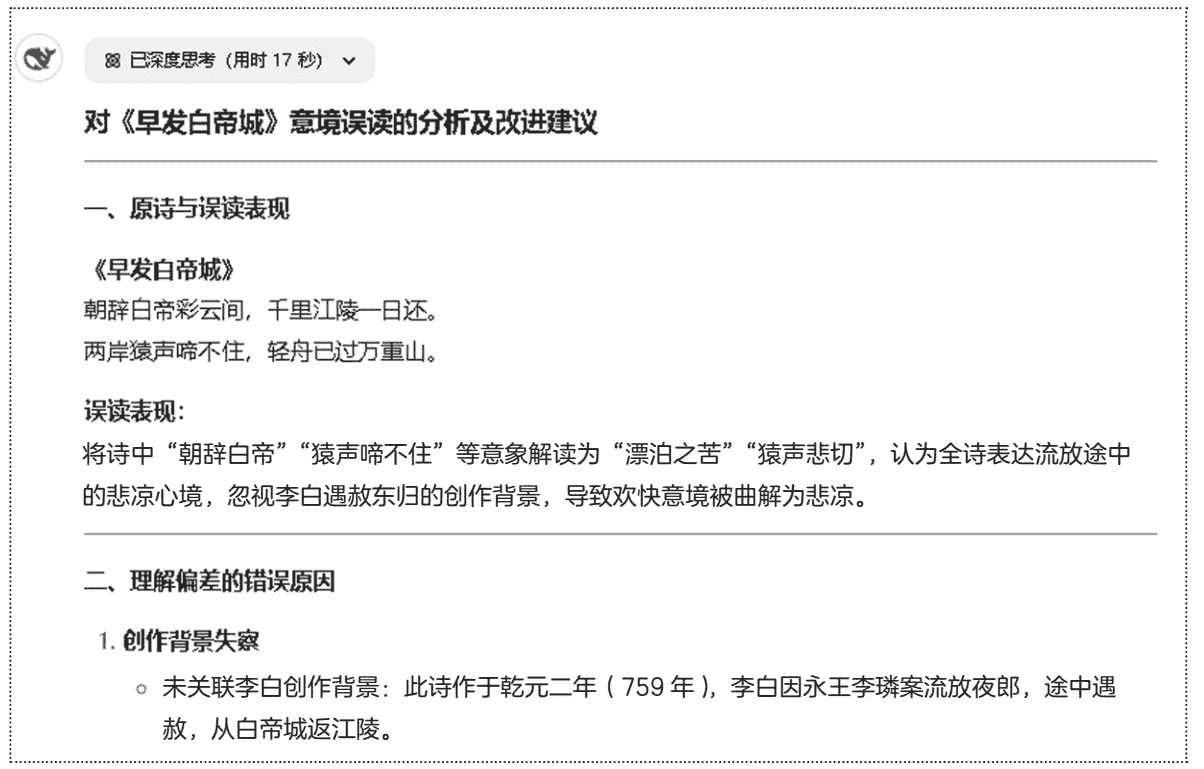 已深度思考（用时 17 秒）
对《早发白帝城》意境误读的分析及改进建议
一、原诗与误读表现
《早发白帝城》
朝辞白帝彩云间，千里江陵一日还。
两岸猿声啼不住，轻舟已过万重山。
误读表现：
将诗中“朝辞白帝”“猿声啼不住”等意象解读为“漂泊之苦”“猿声悲切”，认为全诗表达流放途中
的悲凉心境，忽视李白遇赦东归的创作背景，导致欢快意境被曲解为悲凉。
二、理解偏差的错误原因
1. 创作背景失察
未关联李白创作背景：此诗作于乾元二年（759 年），李白因永王李璘案流放夜郎，途中遇
赦，从白帝城返江陵。